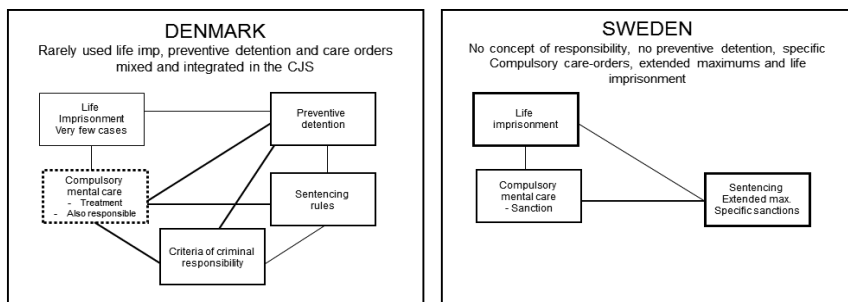 DENMARK
Rarely used life imp, preventive detention and care orders
mixed and integrated in the CJS
Life
Imprisonment
Very few cases
Preventive
detention
Compulsory
mental care
- Treatment
- Also responsible
Sentencing
rules
Criteria of criminal
responsibility
SWEDEN
No concept of responsibility, no preventive detention, specific
Compulsory care-orders, extended maximums and life
imprisonment
Life
imprisonment
Compulsory
mental care
- Sanction
Sentencing
Extended max.
Specific sanctions